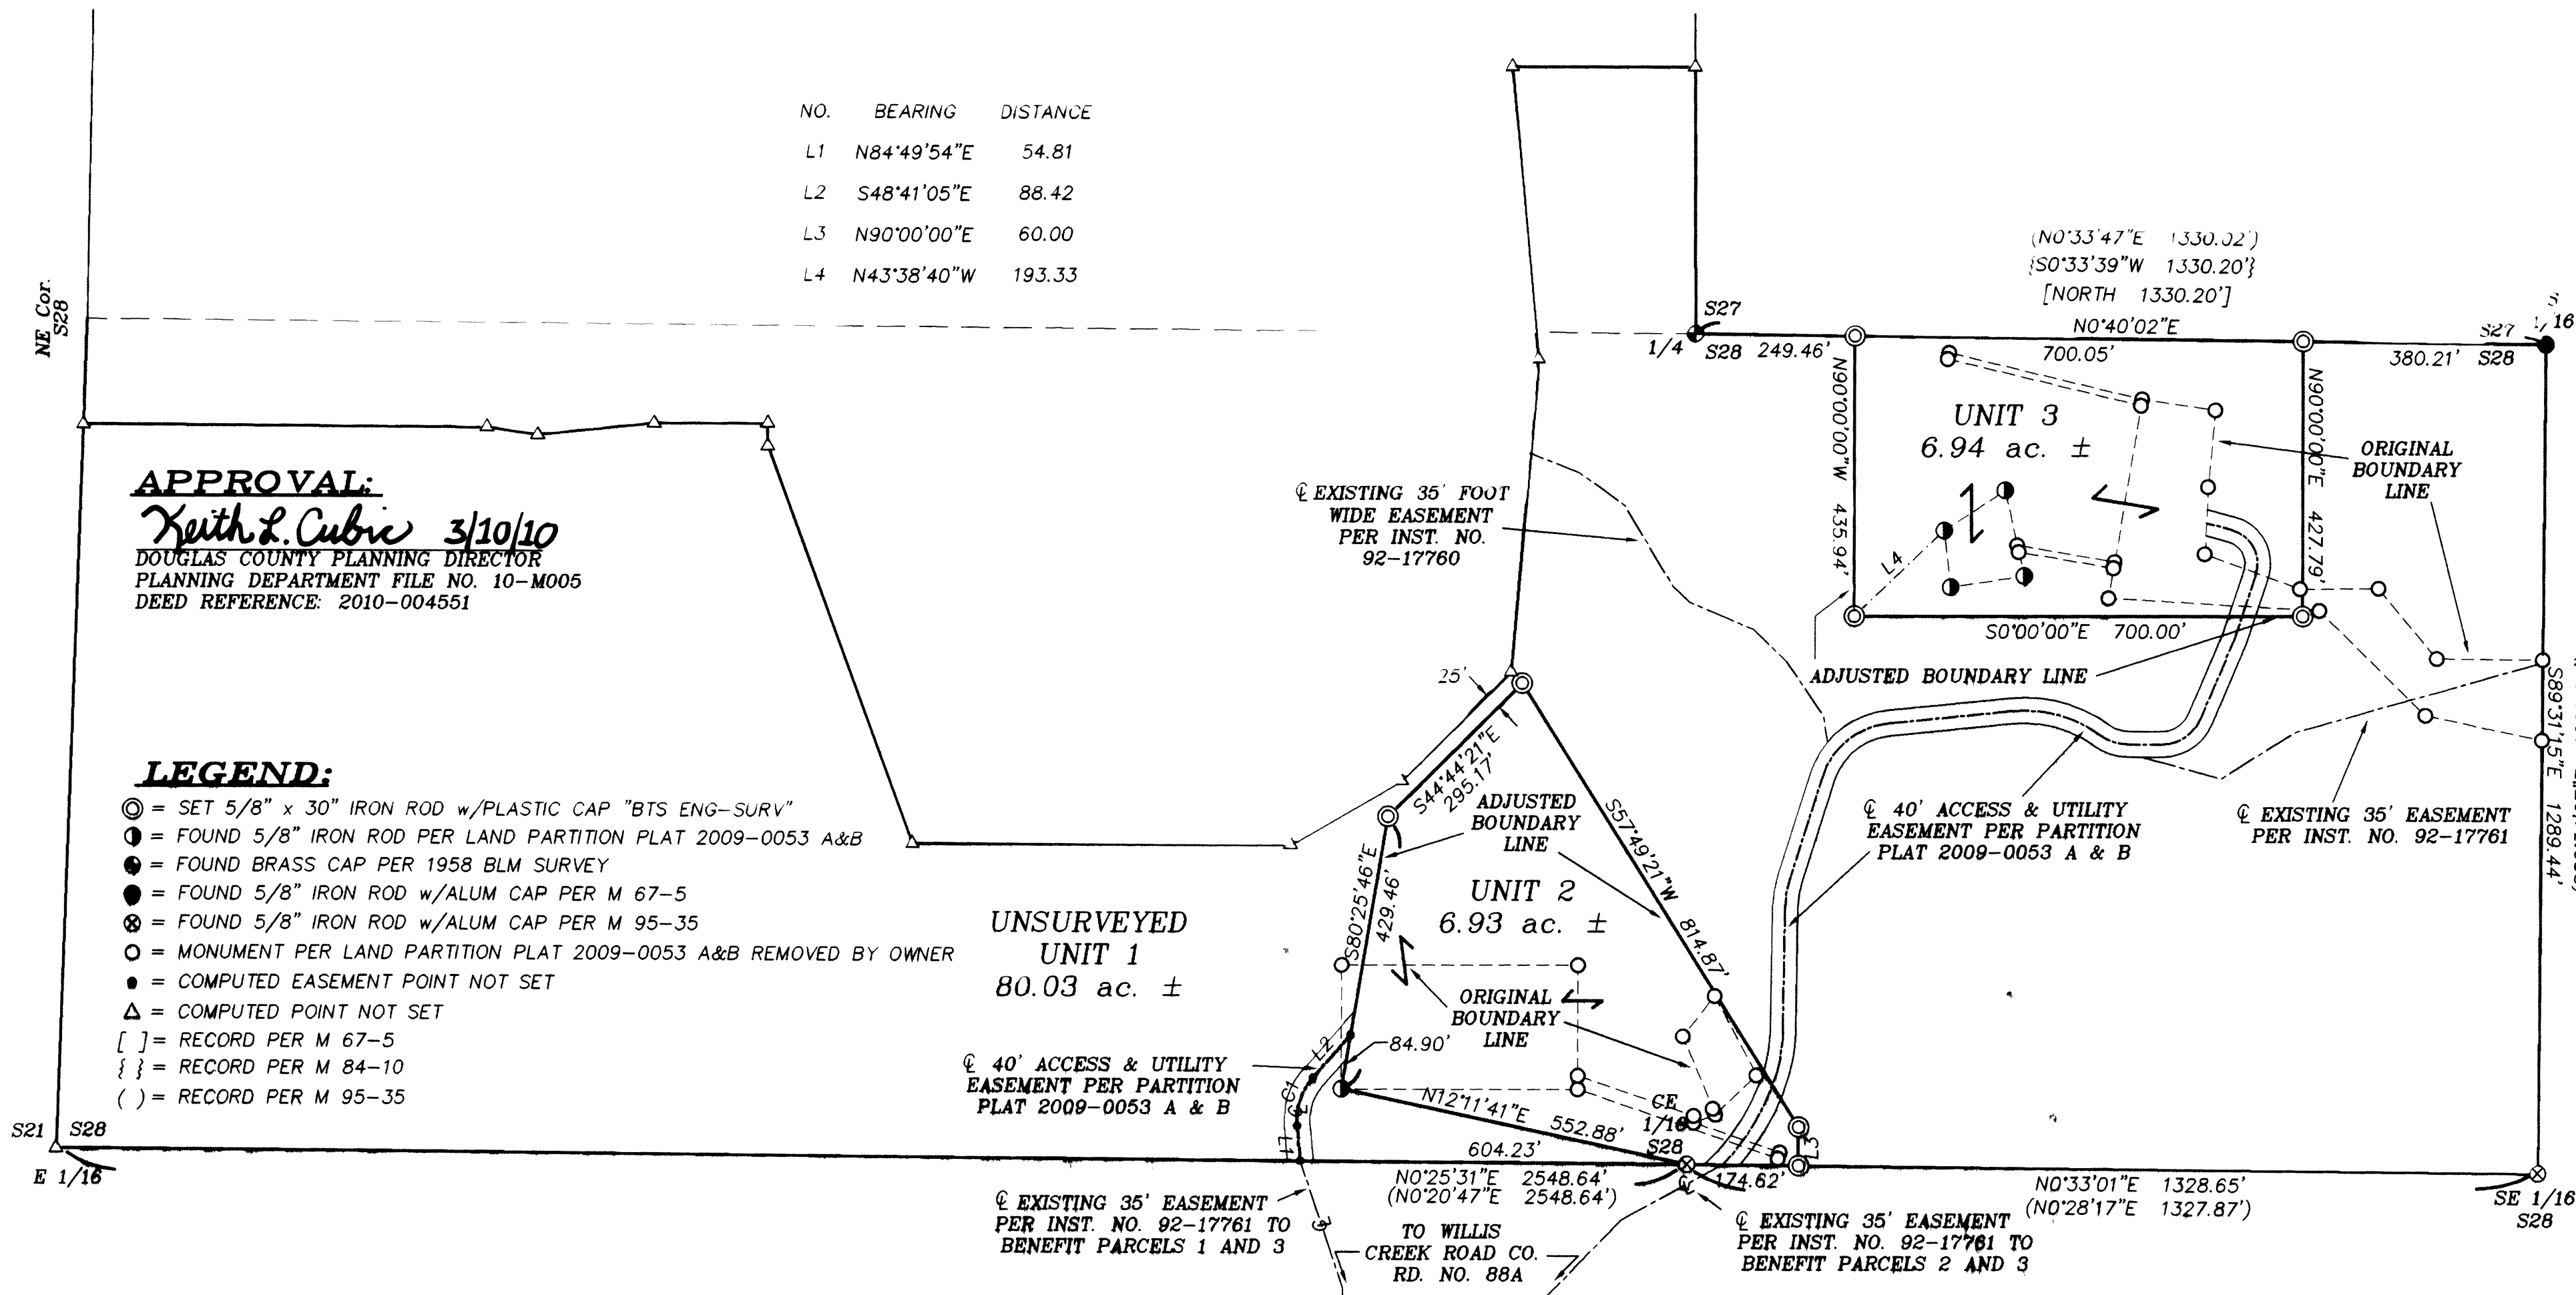 NO. BEARING DISTANCE
L1 N84°49'54"E 54.81
L2 S48°41'05"E 88.42
L3 N90°00'00"E 60.00
L4 N43°38'40"W 193.33
NE Cor.
S28
(N0°33'47"E 1330.02')
{S0°33'39"W 1330.20'}
[NORTH 1330.20']
S27
1/4 S28
249.46'
N0°40'02"E
700.05'
380.21'
S27
S28
1/16
N90°00'00"W 435.94'
UNIT 3
6.94 ac. ±
N90°00'00"E 427.79'
ORIGINAL
BOUNDARY
LINE
L4
S0°00'00"E 700.00'
ADJUSTED BOUNDARY LINE
S89°31'15"E 1289.44'
APPROVAL:
Keith L. Cubic 3/10/10
DOUGLAS COUNTY PLANNING DIRECTOR
PLANNING DEPARTMENT FILE NO. 10-M005
DEED REFERENCE: 2010-004551
℄ EXISTING 35' FOOT
WIDE EASEMENT
PER INST. NO.
92-17760
25'
S44°44'21"E
295.17'
ADJUSTED
BOUNDARY
LINE
S57°49'21"W 814.87'
S80°25'46"E
429.46'
UNIT 2
6.93 ac. ±
℄ 40' ACCESS & UTILITY
EASEMENT PER PARTITION
PLAT 2009-0053 A & B
℄ EXISTING 35' EASEMENT
PER INST. NO. 92-17761
LEGEND:
= SET 5/8" x 30" IRON ROD w/PLASTIC CAP "BTS ENG-SURV"
= FOUND 5/8" IRON ROD PER LAND PARTITION PLAT 2009-0053 A&B
= FOUND BRASS CAP PER 1958 BLM SURVEY
= FOUND 5/8" IRON ROD w/ALUM CAP PER M 67-5
= FOUND 5/8" IRON ROD w/ALUM CAP PER M 95-35
= MONUMENT PER LAND PARTITION PLAT 2009-0053 A&B REMOVED BY OWNER
= COMPUTED EASEMENT POINT NOT SET
= COMPUTED POINT NOT SET
[ ]= RECORD PER M 67-5
{ }= RECORD PER M 84-10
( )= RECORD PER M 95-35
UNSURVEYED
UNIT 1
80.03 ac. ±
ORIGINAL
BOUNDARY
LINE
84.90'
L2
C1
℄
L1
℄ 40' ACCESS & UTILITY
EASEMENT PER PARTITION
PLAT 2009-0053 A & B
N12°11'41"E 552.88'
CE
1/16
S28
L3
S21 S28
E 1/16
604.23'
N0°25'31"E 2548.64'
(N0°20'47"E 2548.64')
174.62'
℄
N0°33'01"E 1328.65'
(N0°28'17"E 1327.87')
SE 1/16
S28
℄ EXISTING 35' EASEMENT
PER INST. NO. 92-17761 TO
BENEFIT PARCELS 1 AND 3
℄
TO WILLIS
CREEK ROAD CO.
RD. NO. 88A
℄ EXISTING 35' EASEMENT
PER INST. NO. 92-17761 TO
BENEFIT PARCELS 2 AND 3